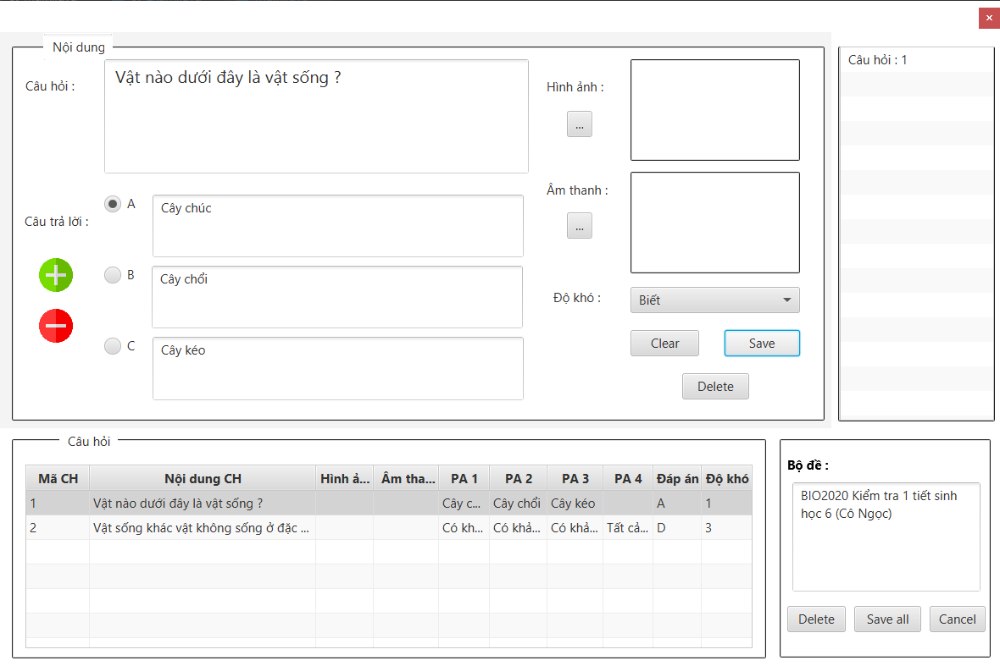 ×
Nội dung
Câu hỏi :
Vật nào dưới đây là vật sống ?
Hình ảnh :
...
Âm thanh :
...
Câu trả lời :
A
Cây chúc
B
Cây chổi
C
Cây kéo
Độ khó :
Biết
Clear
Save
Delete
Câu hỏi : 1
Câu hỏi
Mã CH Nội dung CH Hình ả... Âm tha... PA 1 PA 2 PA 3 PA 4 Đáp án Độ khó
1 Vật nào dưới đây là vật sống ? Cây c... Cây chổi Cây kéo A 1
2 Vật sống khác vật không sống ở đặc ... Có kh... Có khả... Có khả... Tất cả... D 3
Bộ đề :
BIO2020 Kiểm tra 1 tiết sinh
học 6 (Cô Ngọc)
Delete
Save all
Cancel